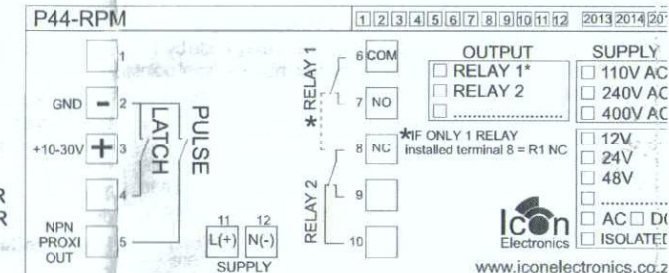 P44-RPM
1 2 3 4 5 6 7 8 9 10 11 12 2013 2014
1
GND - 2
+10-30V + 3
4
NPN
PROXI
OUT
5
LATCH
PULSE
11 12
L(+) N(-)
SUPPLY
* RELAY 1
RELAY 2
6 COM
7 NO
8 NC
9
10
*IF ONLY 1 RELAY
installed terminal 8 = R1 NC
OUTPUT
RELAY 1*
RELAY 2
....................
SUPPLY
110V AC
240V AC
400V AC
12V
24V
48V
AC
ISOLATED
Icon
Electronics
www.iconelectronics.co.z
R
R